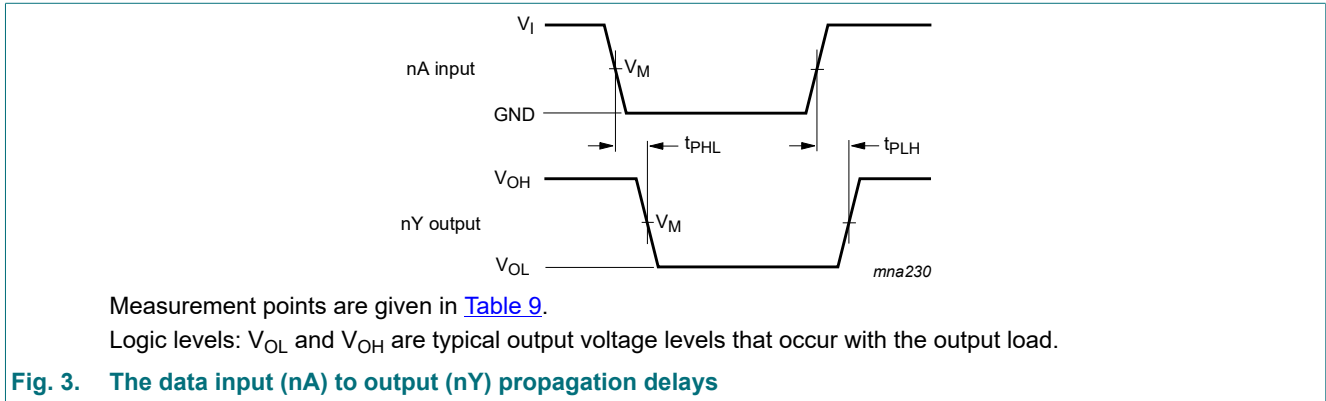 V_I
nA input
V_M
GND
t_PHL
t_PLH
V_OH
nY output
V_M
V_OL
mna230
Measurement points are given in Table 9.
Logic levels: V_OL and V_OH are typical output voltage levels that occur with the output load.
Fig. 3. The data input (nA) to output (nY) propagation delays